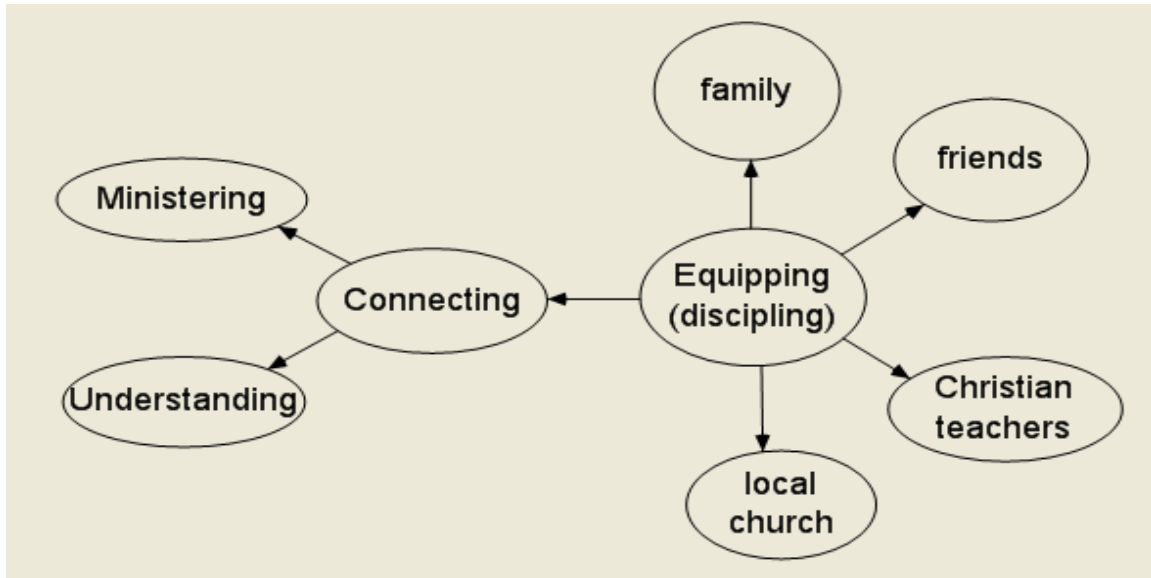 family
friends
Ministering
Equipping
(discipling)
Connecting
Understanding
Christian
teachers
local
church